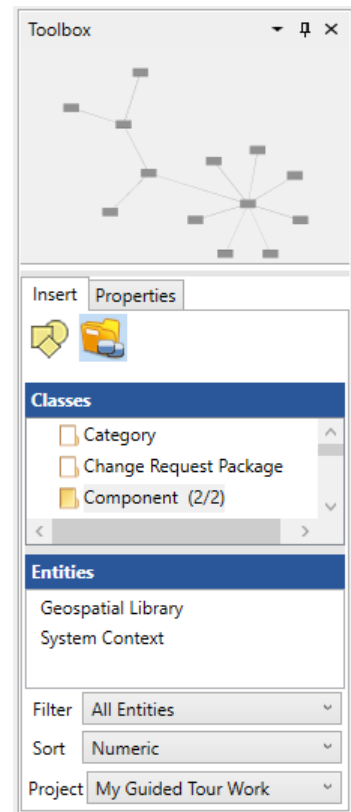 Toolbox
Insert Properties
Classes
Category
Change Request Package
Component (2/2)
Entities
Geospatial Library
System Context
Filter All Entities
Sort Numeric
Project My Guided Tour Work